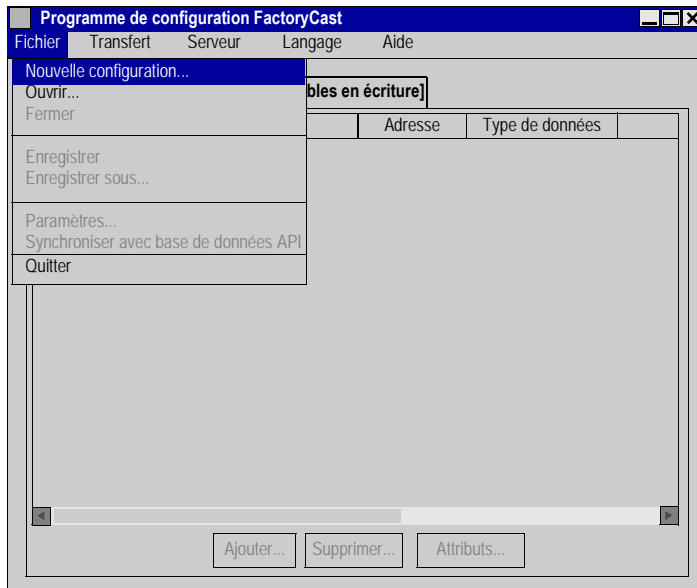 Programme de configuration FactoryCast
Fichier Transfert Serveur Langage Aide
Nouvelle configuration...
Ouvrir...
bles en écriture]
Fermer
Adresse Type de données
Enregistrer
Enregistrer sous...
Paramètres...
Synchroniser avec base de données API
Quitter
Ajouter... Supprimer... Attributs...